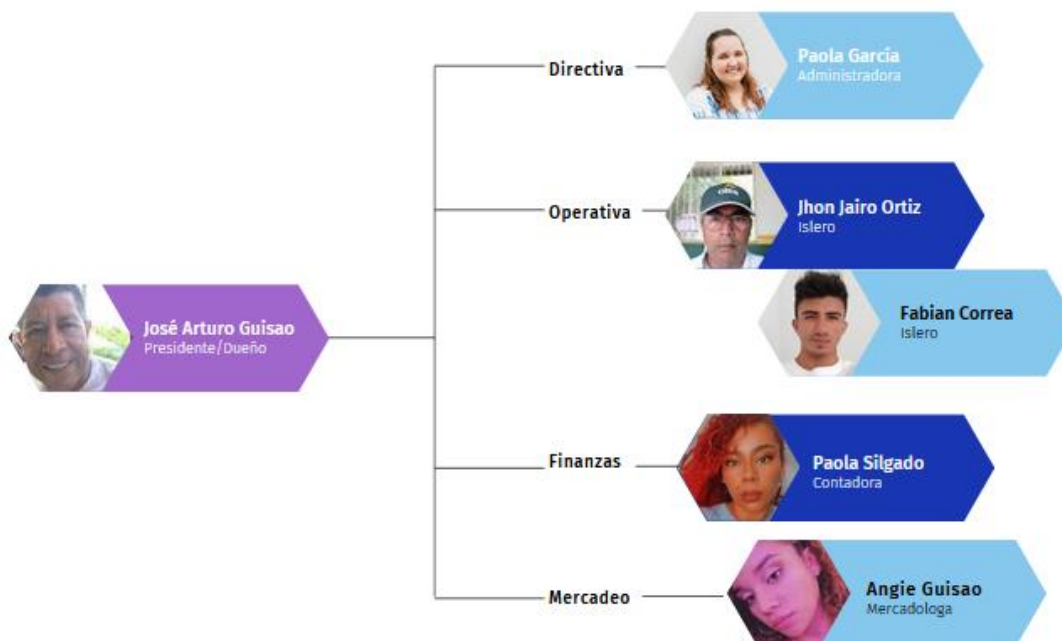 Directiva
Paola García
Administradora
Operativa
Jhon Jairo Ortiz
Islero
Fabian Correa
Islero
José Arturo Guisao
Presidente/Dueño
Finanzas
Paola Silgado
Contadora
Mercadeo
Angie Guisao
Mercadologa